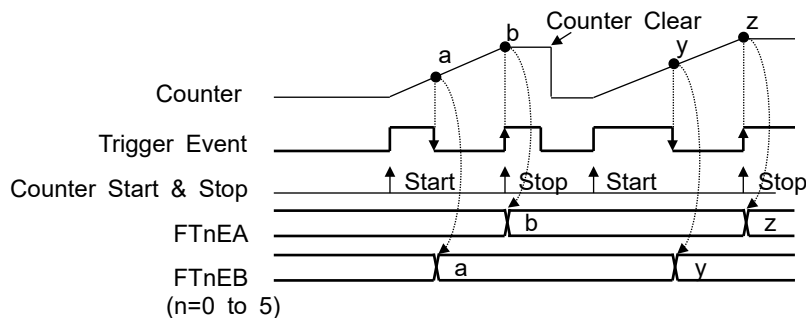 Counter Clear
z
b
y
a
Counter
Trigger Event
Counter Start & Stop Start Stop Start Stop
FTnEA b z
FTnEB a y
(n=0 to 5)